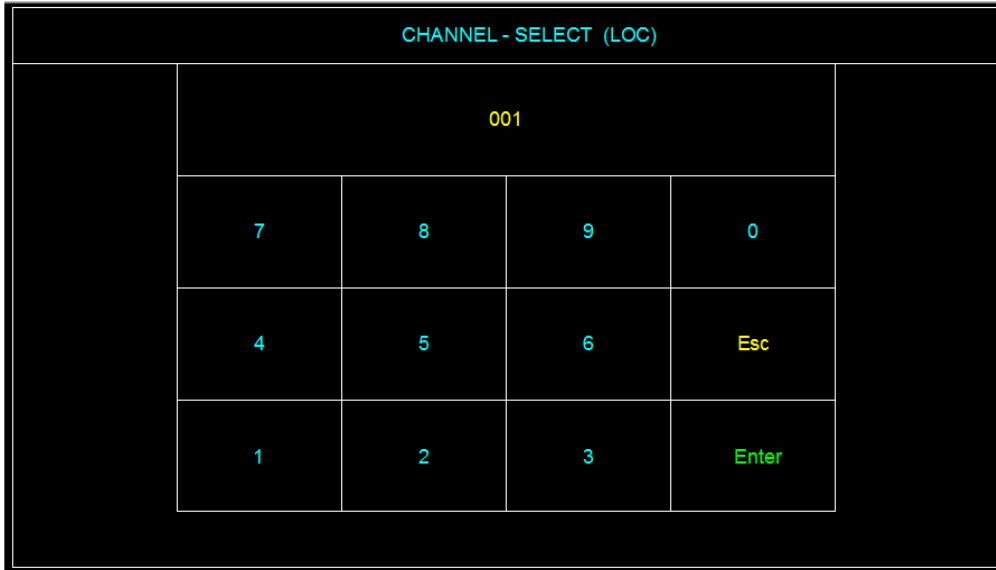 CHANNEL - SELECT (LOC)
001
7 8 9 0
4 5 6 Esc
1 2 3 Enter